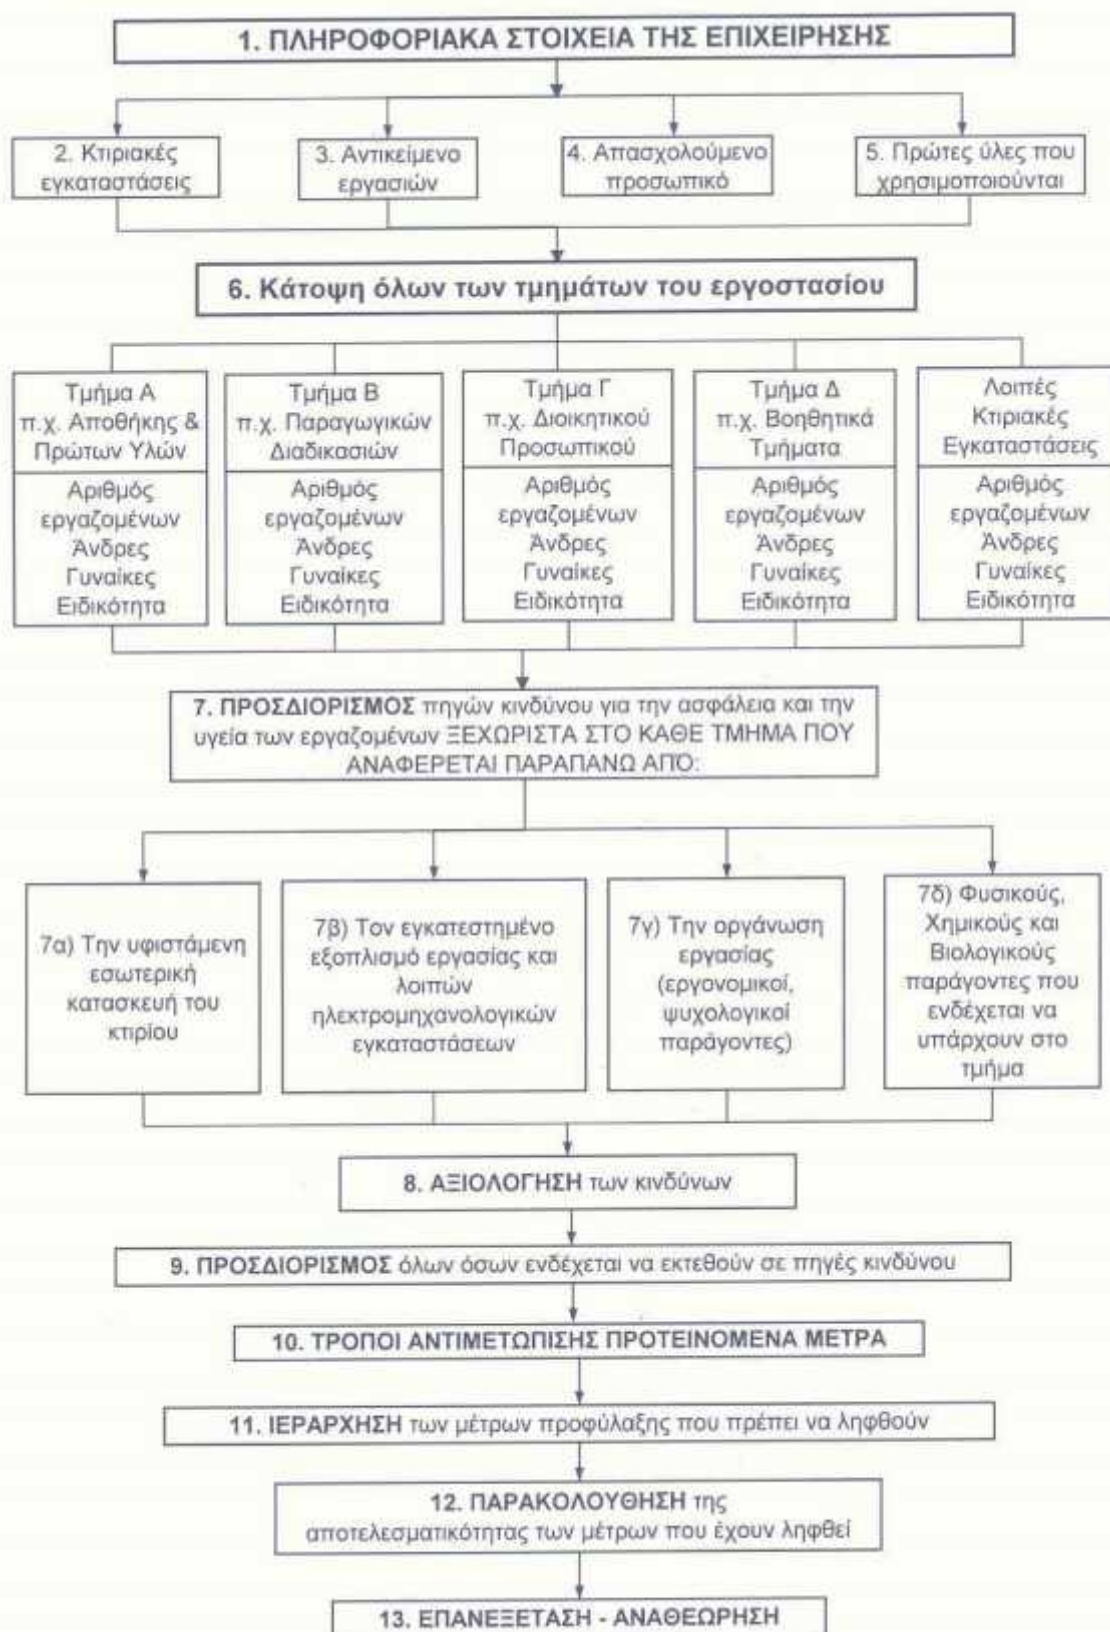 1. ΠΛΗΡΟΦΟΡΙΑΚΑ ΣΤΟΙΧΕΙΑ ΤΗΣ ΕΠΙΧΕΙΡΗΣΗΣ
2. Κτιριακές
εγκαταστάσεις
3. Αντικείμενο
εργασιών
4. Απασχολούμενο
προσωπικό
5. Πρώτες ύλες που
χρησιμοποιούνται
6. Κάτοψη όλων των τμημάτων του εργοστασίου
Τμήμα Α
π.χ. Αποθήκης &
Πρώτων Υλών
Αριθμός
εργαζομένων
Άνδρες
Γυναίκες
Ειδικότητα
Τμήμα Β
π.χ. Παραγωγικών
Διαδικασιών
Αριθμός
εργαζομένων
Άνδρες
Γυναίκες
Ειδικότητα
Τμήμα Γ
π.χ. Διοικητικού
Προσωπικού
Αριθμός
εργαζομένων
Άνδρες
Γυναίκες
Ειδικότητα
Τμήμα Δ
π.χ. Βοηθητικά
Τμήματα
Αριθμός
εργαζομένων
Άνδρες
Γυναίκες
Ειδικότητα
Λοιπές
Κτιριακές
Εγκαταστάσεις
Αριθμός
εργαζομένων
Άνδρες
Γυναίκες
Ειδικότητα
7. ΠΡΟΣΔΙΟΡΙΣΜΟΣ πηγών κινδύνου για την ασφάλεια και την
υγεία των εργαζομένων ΞΕΧΩΡΙΣΤΑ ΣΤΟ ΚΑΘΕ ΤΜΗΜΑ ΠΟΥ
ΑΝΑΦΕΡΕΤΑΙ ΠΑΡΑΠΑΝΩ ΑΠΌ:
7α) Την υφιστάμενη
εσωτερική
κατασκευή του
κτιρίου
7β) Τον εγκατεστημένο
εξοπλισμό εργασίας και
λοιπών
ηλεκτρομηχανολογικών
εγκαταστάσεων
7γ) Την οργάνωση
εργασίας
(εργονομικοί,
ψυχολογικοί
παράγοντες)
7δ) Φυσικούς,
Χημικούς και
Βιολογικούς
παράγοντες που
ενδέχεται να
υπάρχουν στο
τμήμα
8. ΑΞΙΟΛΟΓΗΣΗ των κινδύνων
9. ΠΡΟΣΔΙΟΡΙΣΜΟΣ όλων όσων ενδέχεται να εκτεθούν σε πηγές κινδύνου
10. ΤΡΟΠΟΙ ΑΝΤΙΜΕΤΩΠΙΣΗΣ ΠΡΟΤΕΙΝΟΜΕΝΑ ΜΕΤΡΑ
11. ΙΕΡΑΡΧΗΣΗ των μέτρων προφύλαξης που πρέπει να ληφθούν
12. ΠΑΡΑΚΟΛΟΥΘΗΣΗ της
αποτελεσματικότητας των μέτρων που έχουν ληφθεί
13. ΕΠΑΝΕΞΕΤΑΣΗ - ΑΝΑΘΕΩΡΗΣΗ